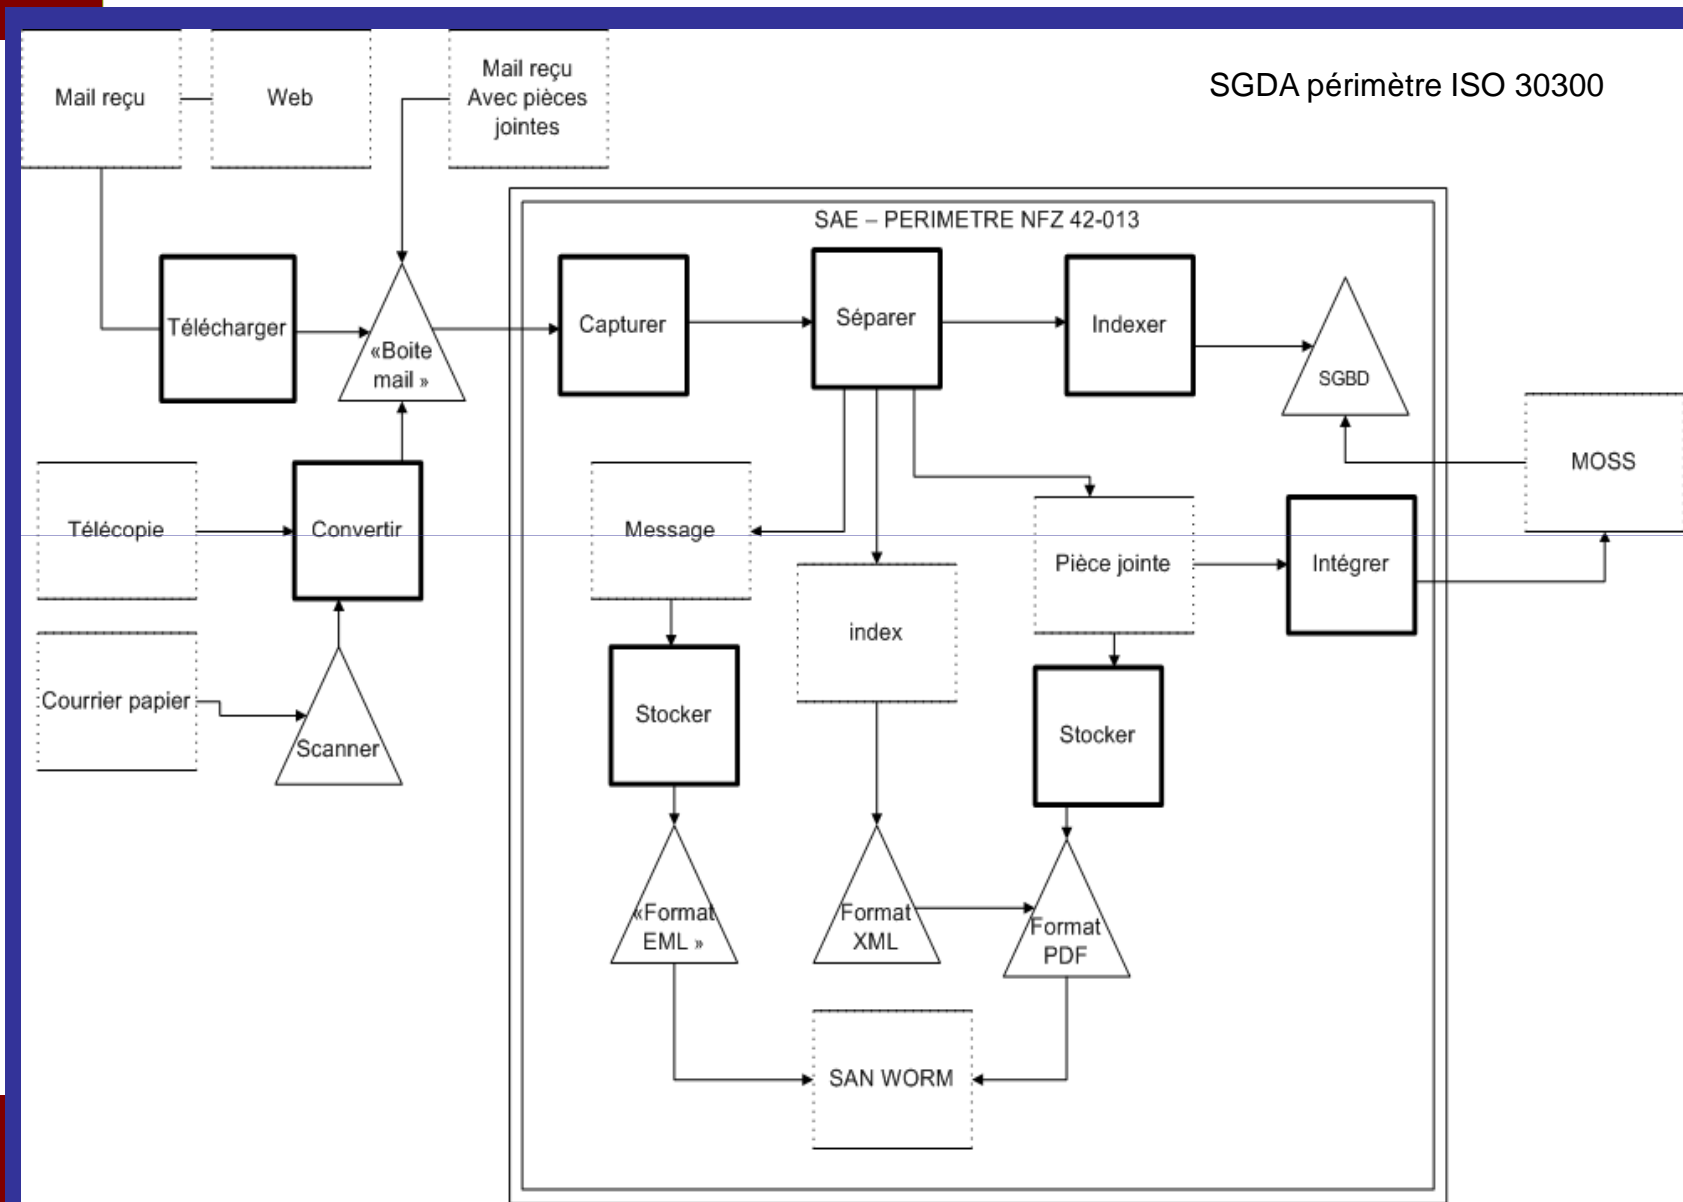 SGDA périmètre ISO 30300
Mail reçu
Web
Mail reçu
Avec pièces
jointes
SAE – PERIMETRE NFZ 42-013
Télécharger
«Boite
mail »
Capturer
Séparer
Indexer
SGBD
MOSS
Télécopie
Convertir
Message
index
Pièce jointe
Intégrer
Courrier papier
Scanner
Stocker
Stocker
«Format
EML »
Format
XML
Format
PDF
SAN WORM